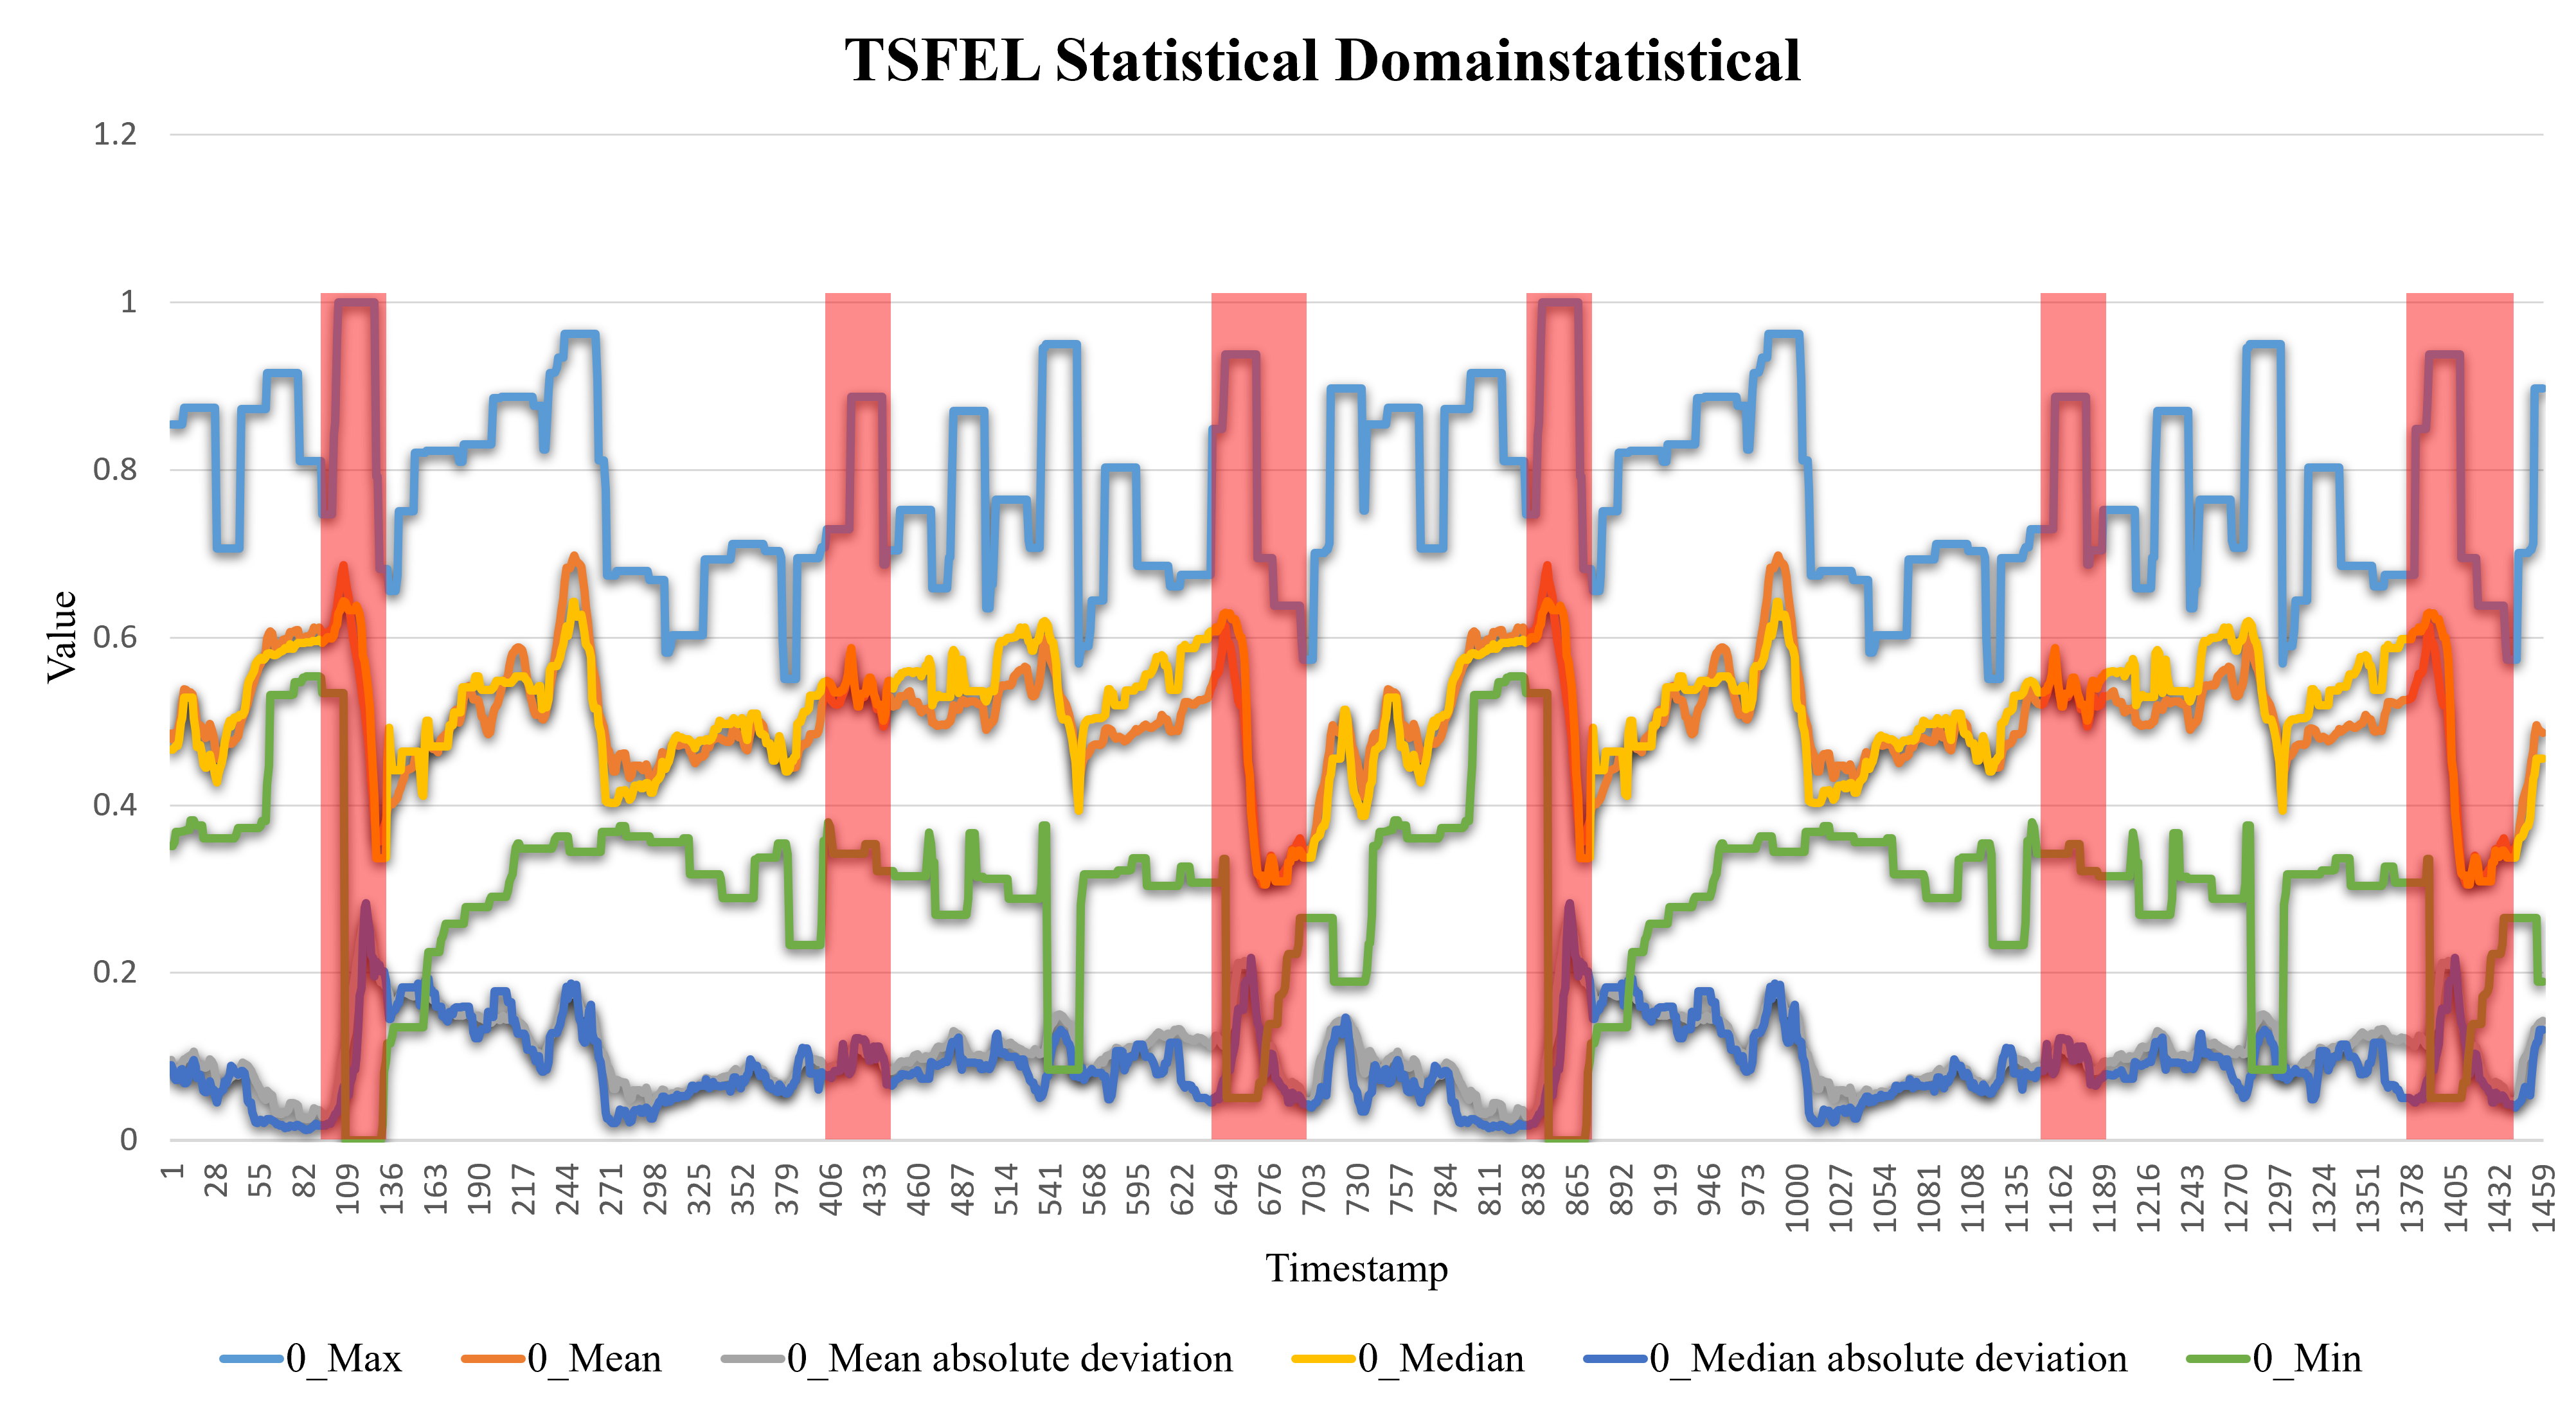 TSFEL Statistical Domainstatistical
1.2
1
0.8
0.6
0.4
0.2
0
Value
1 28 55 82 109 136 163 190 217 244 271 298 325 352 379 406 433 460 487 514 541 568 595 622 649 676 703 730 757 784 811 838 865 892 919 946 973 1000 1027 1054 1081 1108 1135 1162 1189 1216 1243 1270 1297 1324 1351 1378 1405 1432 1459
Timestamp
0_Max 0_Mean 0_Mean absolute deviation 0_Median 0_Median absolute deviation 0_Min